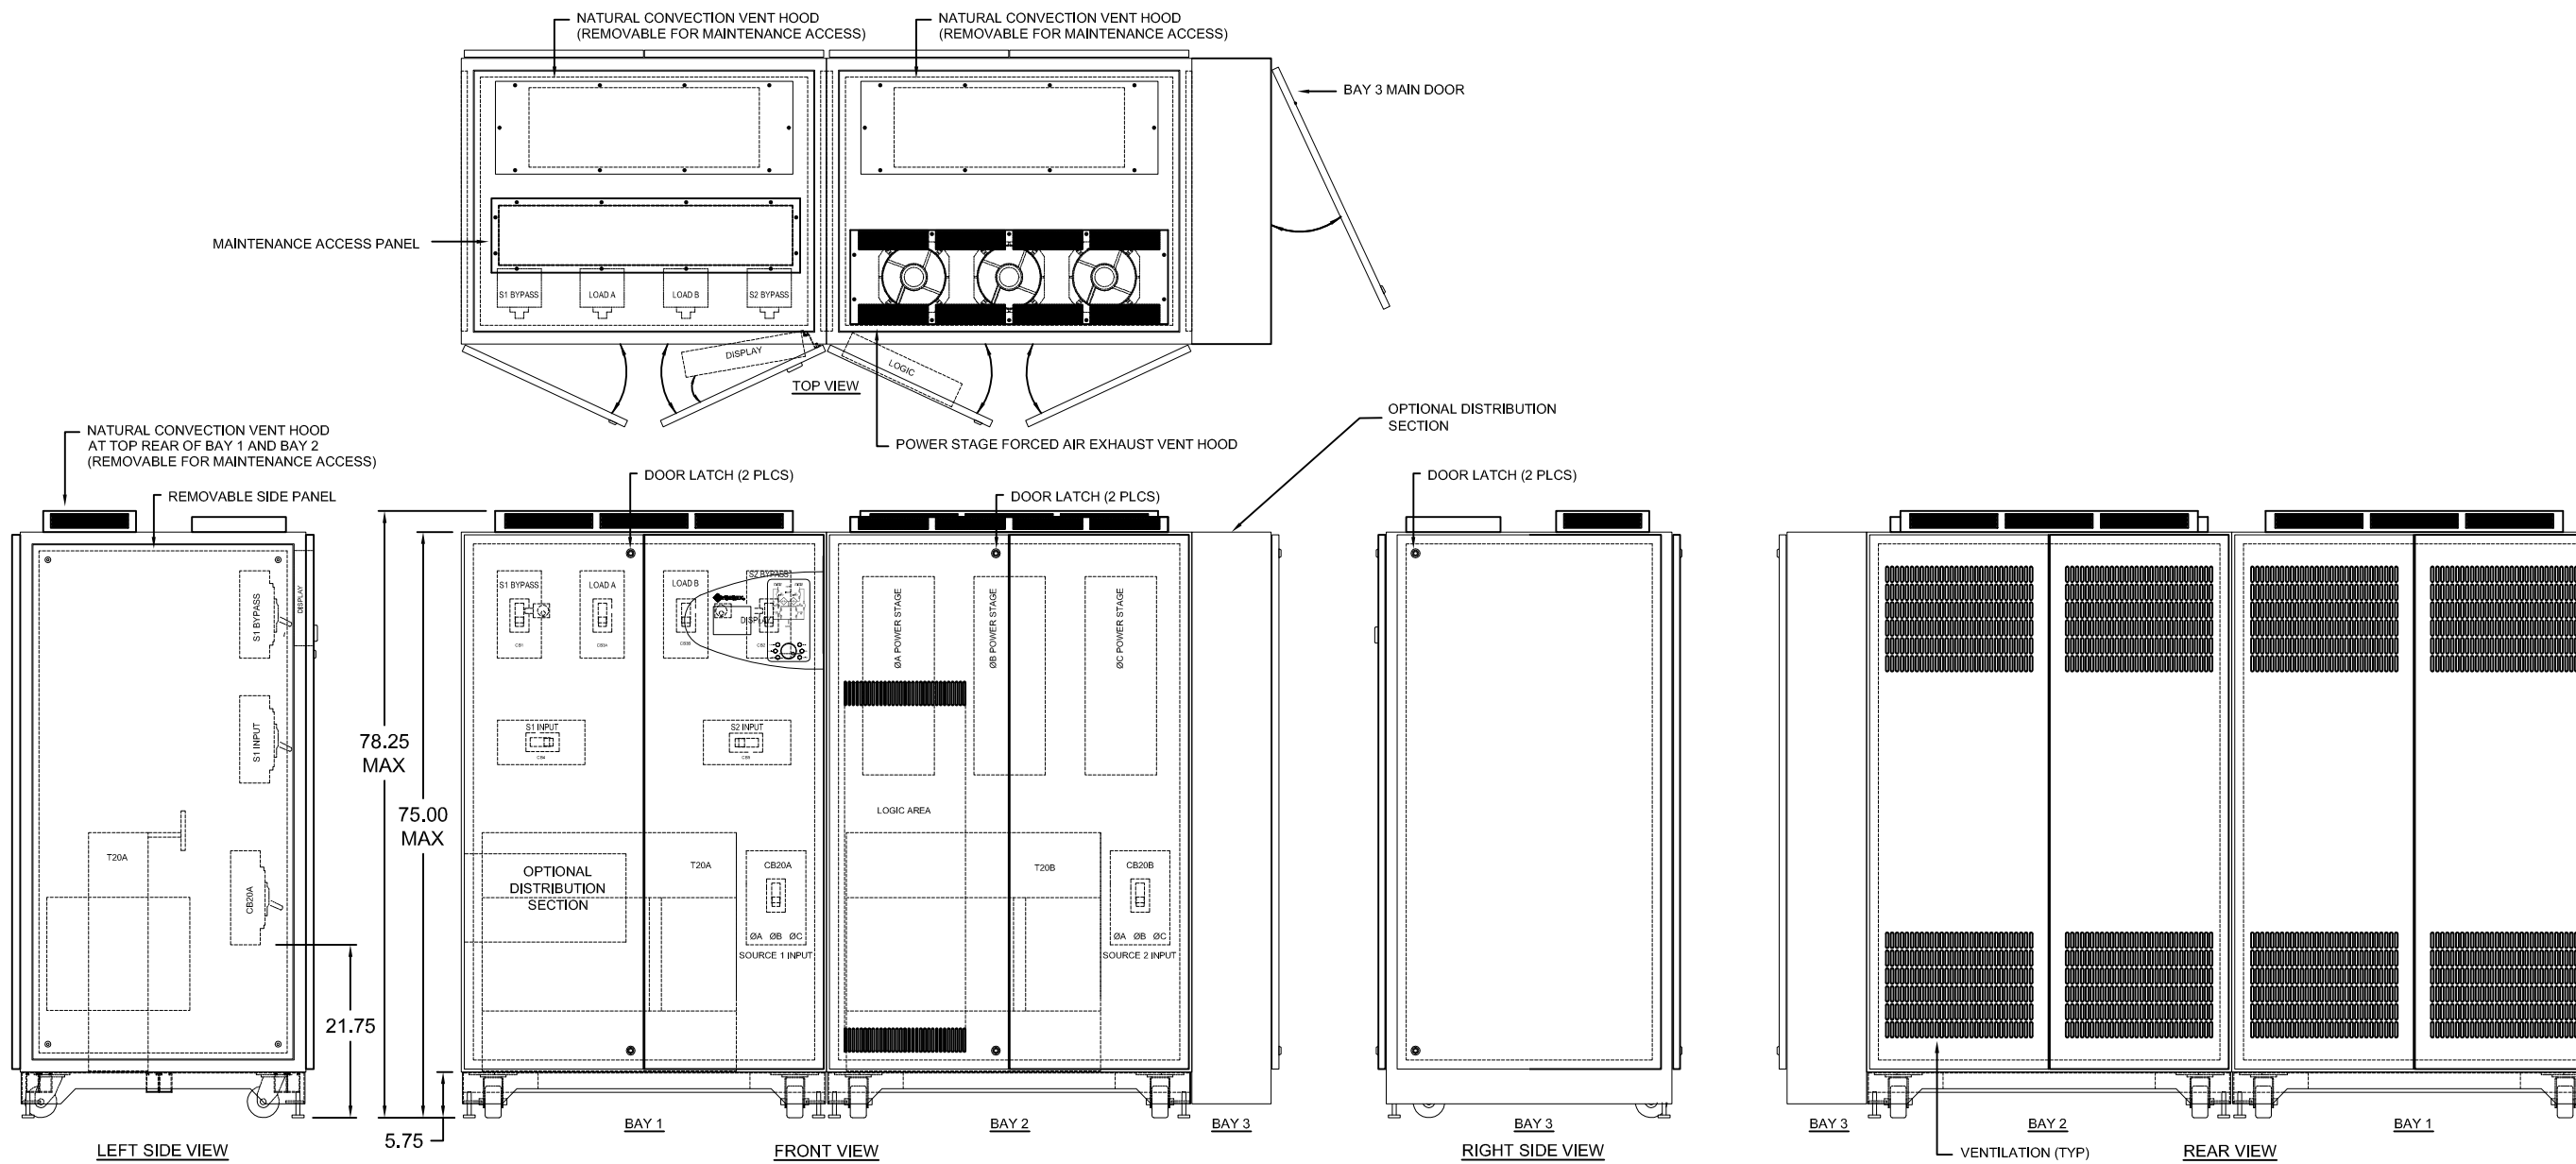 NATURAL CONVECTION VENT HOOD
(REMOVABLE FOR MAINTENANCE ACCESS)
NATURAL CONVECTION VENT HOOD
(REMOVABLE FOR MAINTENANCE ACCESS)
BAY 3 MAIN DOOR
MAINTENANCE ACCESS PANEL
S1 BYPASS
LOAD A
LOAD B
S2 BYPASS
DISPLAY
LOGIC
TOP VIEW
POWER STAGE FORCED AIR EXHAUST VENT HOOD
OPTIONAL DISTRIBUTION
SECTION
NATURAL CONVECTION VENT HOOD
AT TOP REAR OF BAY 1 AND BAY 2
(REMOVABLE FOR MAINTENANCE ACCESS)
REMOVABLE SIDE PANEL
S1 BYPASS
DISPLAY
S1 INPUT
T20A
CB20A
21.75
LEFT SIDE VIEW
78.25
MAX
75.00
MAX
5.75
DOOR LATCH (2 PLCS)
DOOR LATCH (2 PLCS)
S1 BYPASS
CB1
LOAD A
LOAD B
S2 BYPASS
DISPLAY
CB2
S1 INPUT
CB4
S2 INPUT
CB5
OPTIONAL
DISTRIBUTION
SECTION
T20A
CB20A
ØA ØB ØC
SOURCE 1 INPUT
ØA POWER STAGE
ØB POWER STAGE
ØC POWER STAGE
LOGIC AREA
T20B
CB20B
ØA ØB ØC
SOURCE 2 INPUT
BAY 1
BAY 2
BAY 3
FRONT VIEW
DOOR LATCH (2 PLCS)
BAY 3
RIGHT SIDE VIEW
BAY 3
BAY 2
BAY 1
VENTILATION (TYP)
REAR VIEW